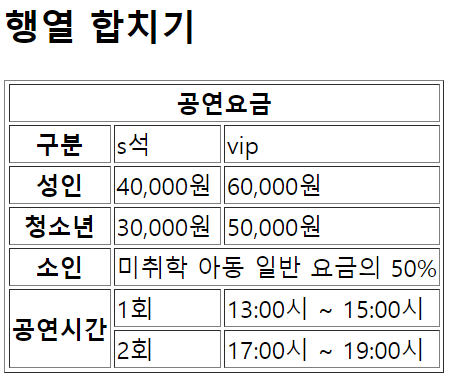 행열 합치기
공연요금
구분 s석 vip
성인 40,000원 60,000원
청소년 30,000원 50,000원
소인 미취학 아동 일반 요금의 50%
공연시간 1회 13:00시 ~ 15:00시
2회 17:00시 ~ 19:00시